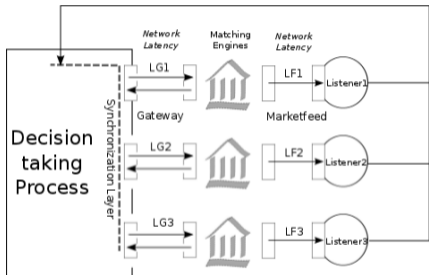 Network
Latency
Matching
Engines
Network
Latency
LG1
LF1
Listener1
Gateway
Marketfeed
Decision
taking
Process
Synchronization Layer
LG2
LF2
Listener2
LG3
LF3
Listener3